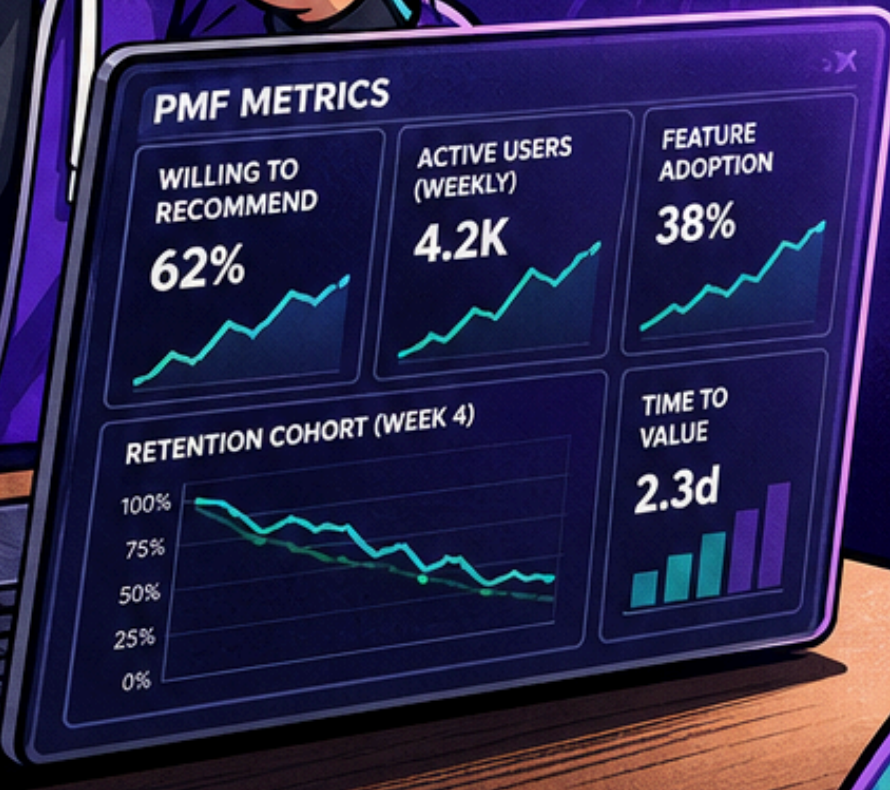 PMF METRICS
WILLING TO
RECOMMEND
62%
ACTIVE USERS
(WEEKLY)
4.2K
FEATURE
ADOPTION
38%
RETENTION COHORT (WEEK 4)
100%
75%
50%
25%
0%
TIME TO
VALUE
2.3d